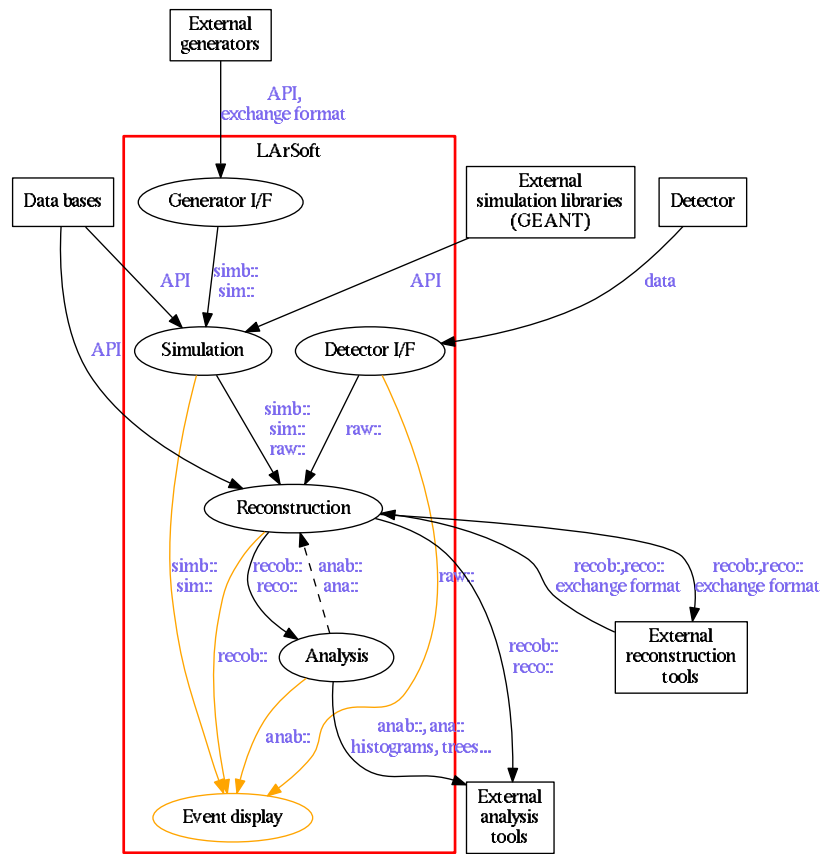 External
generators
API,
exchange format
LArSoft
Data bases
Generator I/F
External
simulation libraries
(GEANT)
Detector
API
simb::
sim::
API
data
API
Simulation
Detector I/F
simb::
sim::
raw::
raw::
Reconstruction
simb::
sim::
recob::
reco::
anab::
ana::
raw::
recob:,reco::
exchange format
recob:,reco::
exchange format
recob::
Analysis
recob::
reco::
External
reconstruction
tools
anab::
anab::, ana::
histograms, trees...
Event display
External
analysis
tools